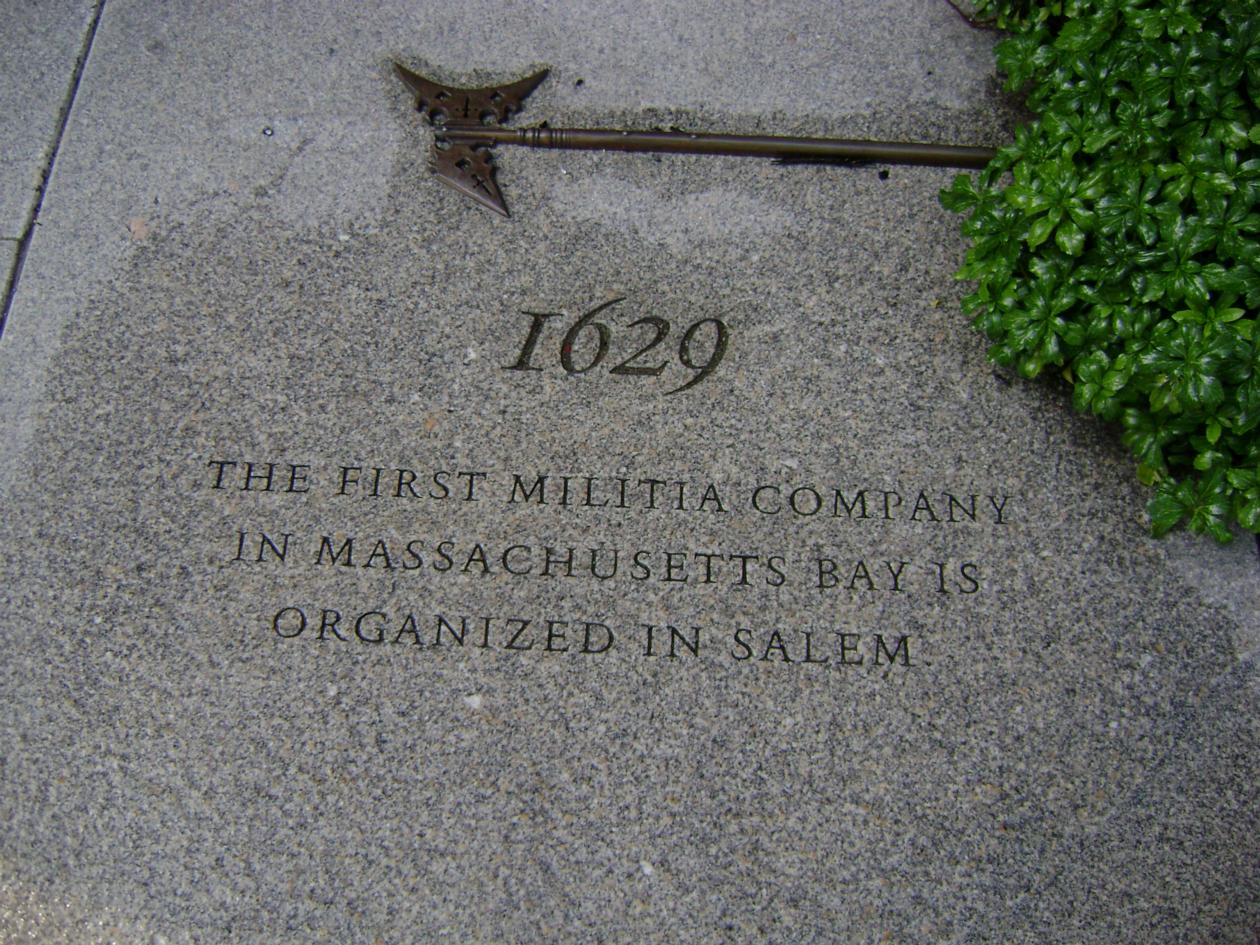 1629
THE FIRST MILITIA COMPANY
IN MASSACHUSETTS BAY IS
ORGANIZED IN SALEM.